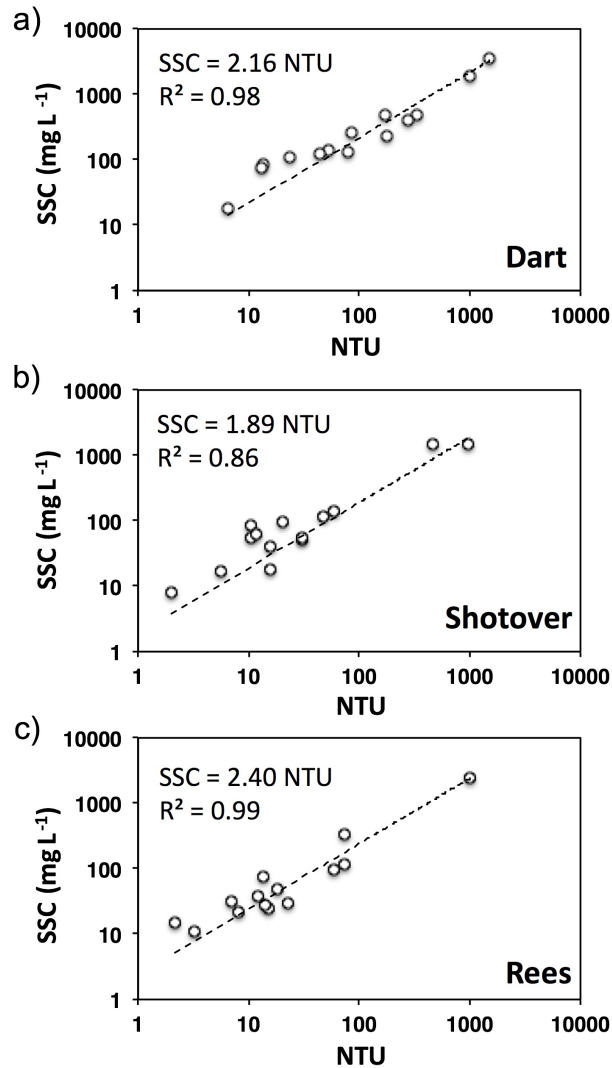 a)
10000
1000
100
10
1
SSC (mg L⁻¹)
SSC = 2.16 NTU
R² = 0.98
Dart
1 10 100 1000 10000
NTU
b)
10000
1000
100
10
1
SSC (mg L⁻¹)
SSC = 1.89 NTU
R² = 0.86
Shotover
1 10 100 1000 10000
NTU
c)
10000
1000
100
10
1
SSC (mg L⁻¹)
SSC = 2.40 NTU
R² = 0.99
Rees
1 10 100 1000 10000
NTU